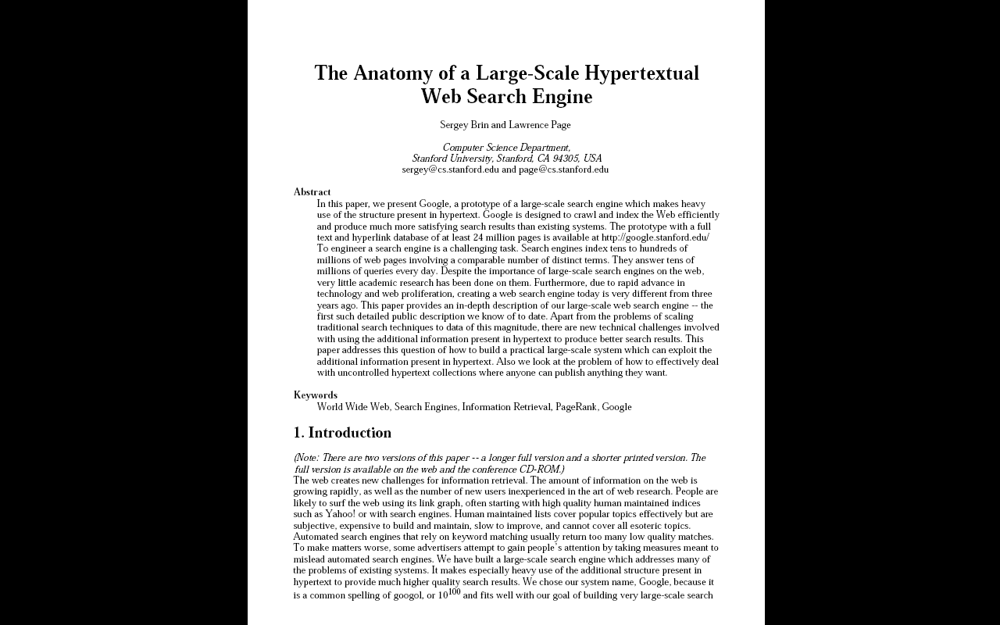 The Anatomy of a Large-Scale Hypertextual
Web Search Engine
Sergey Brin and Lawrence Page
Computer Science Department,
Stanford University, Stanford, CA 94305, USA
sergey@cs.stanford.edu and page@cs.stanford.edu
Abstract
In this paper, we present Google, a prototype of a large-scale search engine which makes heavy
use of the structure present in hypertext. Google is designed to crawl and index the Web efficiently
and produce much more satisfying search results than existing systems. The prototype with a full
text and hyperlink database of at least 24 million pages is available at http://google.stanford.edu/
To engineer a search engine is a challenging task. Search engines index tens to hundreds of
millions of web pages involving a comparable number of distinct terms. They answer tens of
millions of queries every day. Despite the importance of large-scale search engines on the web,
very little academic research has been done on them. Furthermore, due to rapid advance in
technology and web proliferation, creating a web search engine today is very different from three
years ago. This paper provides an in-depth description of our large-scale web search engine -- the
first such detailed public description we know of to date. Apart from the problems of scaling
traditional search techniques to data of this magnitude, there are new technical challenges involved
with using the additional information present in hypertext to produce better search results. This
paper addresses this question of how to build a practical large-scale system which can exploit the
additional information present in hypertext. Also we look at the problem of how to effectively deal
with uncontrolled hypertext collections where anyone can publish anything they want.
Keywords
World Wide Web, Search Engines, Information Retrieval, PageRank, Google
1. Introduction
(Note: There are two versions of this paper -- a longer full version and a shorter printed version. The
full version is available on the web and the conference CD-ROM.)
The web creates new challenges for information retrieval. The amount of information on the web is
growing rapidly, as well as the number of new users inexperienced in the art of web research. People are
likely to surf the web using its link graph, often starting with high quality human maintained indices
such as Yahoo! or with search engines. Human maintained lists cover popular topics effectively but are
subjective, expensive to build and maintain, slow to improve, and cannot cover all esoteric topics.
Automated search engines that rely on keyword matching usually return too many low quality matches.
To make matters worse, some advertisers attempt to gain people's attention by taking measures meant to
mislead automated search engines. We have built a large-scale search engine which addresses many of
the problems of existing systems. It makes especially heavy use of the additional structure present in
hypertext to provide much higher quality search results. We chose our system name, Google, because it
is a common spelling of googol, or 10^100 and fits well with our goal of building very large-scale search